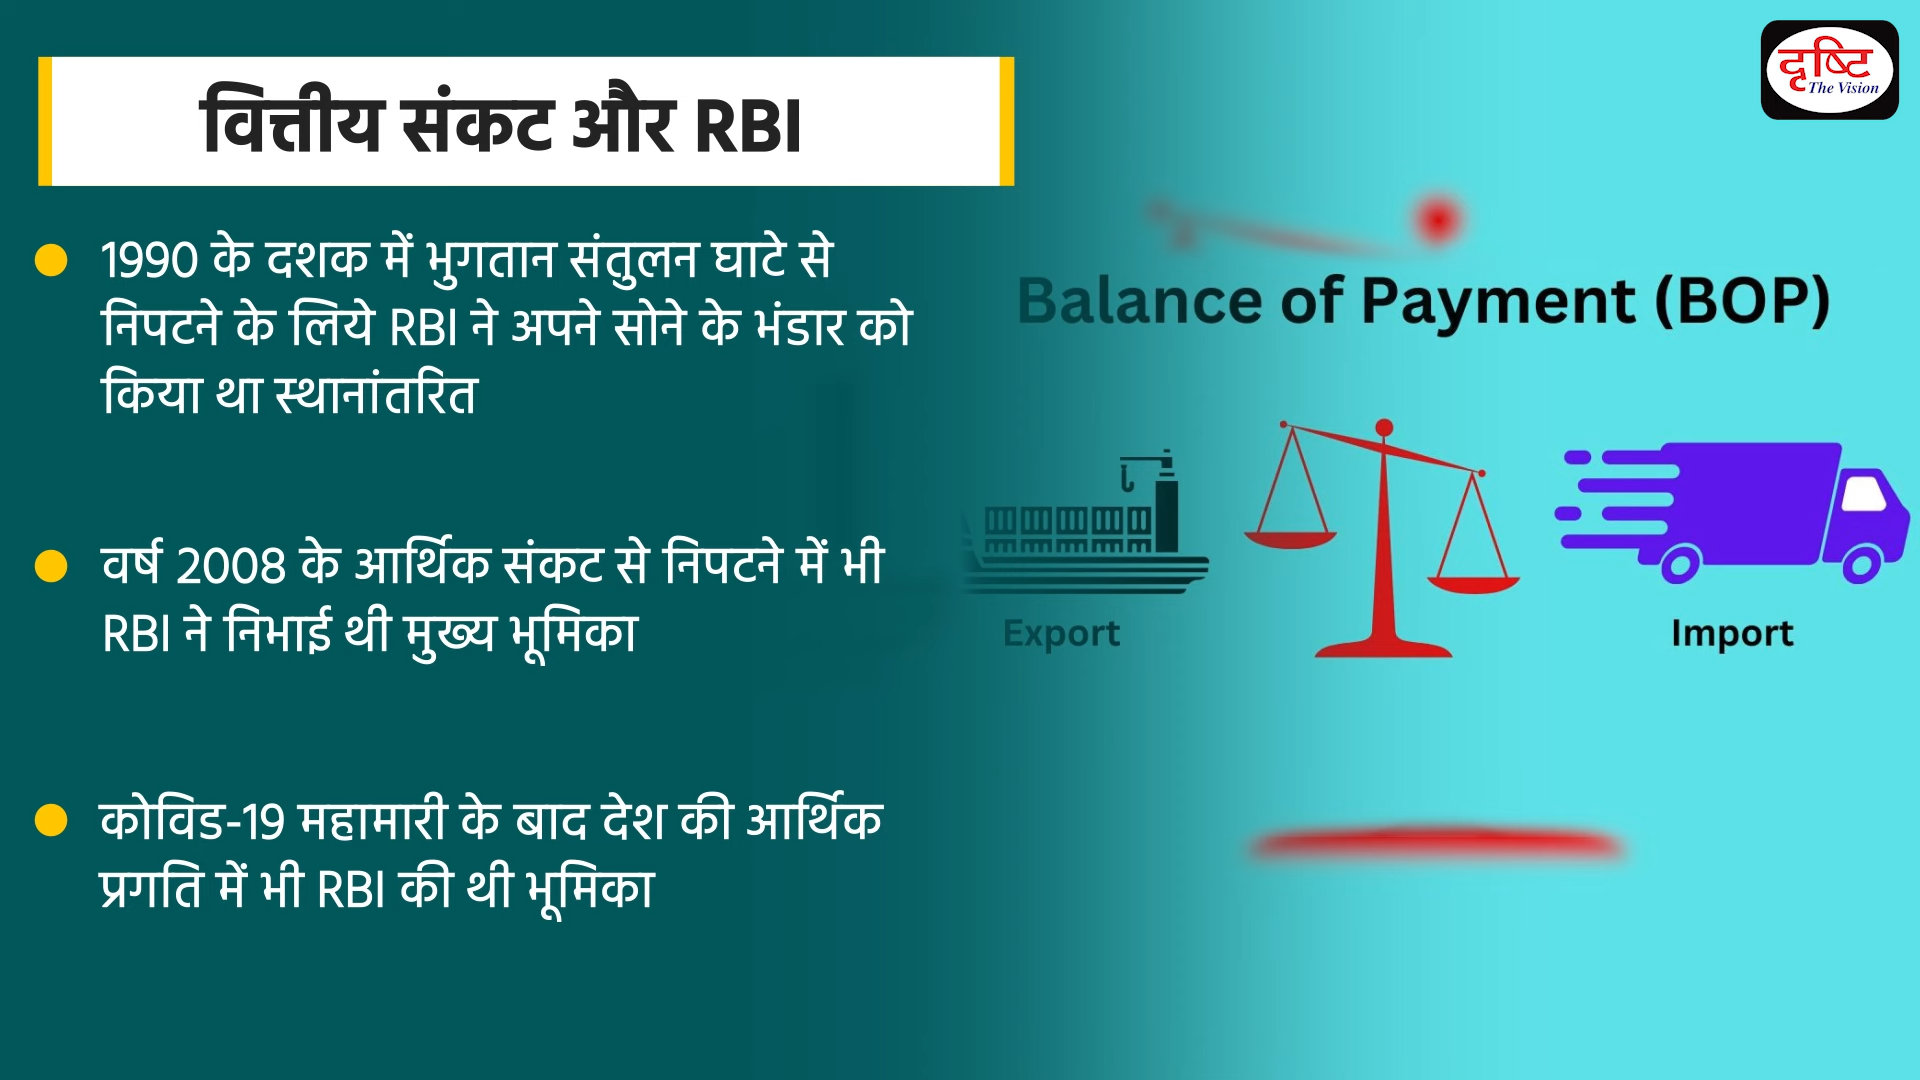 वित्तीय संकट और RBI
दृष्टि
The Vision
1990 के दशक में भुगतान संतुलन घाटे से
निपटने के लिये RBI ने अपने सोने के भंडार को
किया था स्थानांतरित
वर्ष 2008 के आर्थिक संकट से निपटने में भी
RBI ने निभाई थी मुख्य भूमिका
कोविड-19 महामारी के बाद देश की आर्थिक
प्रगति में भी RBI की थी भूमिका
Balance of Payment (BOP)
Export
Import